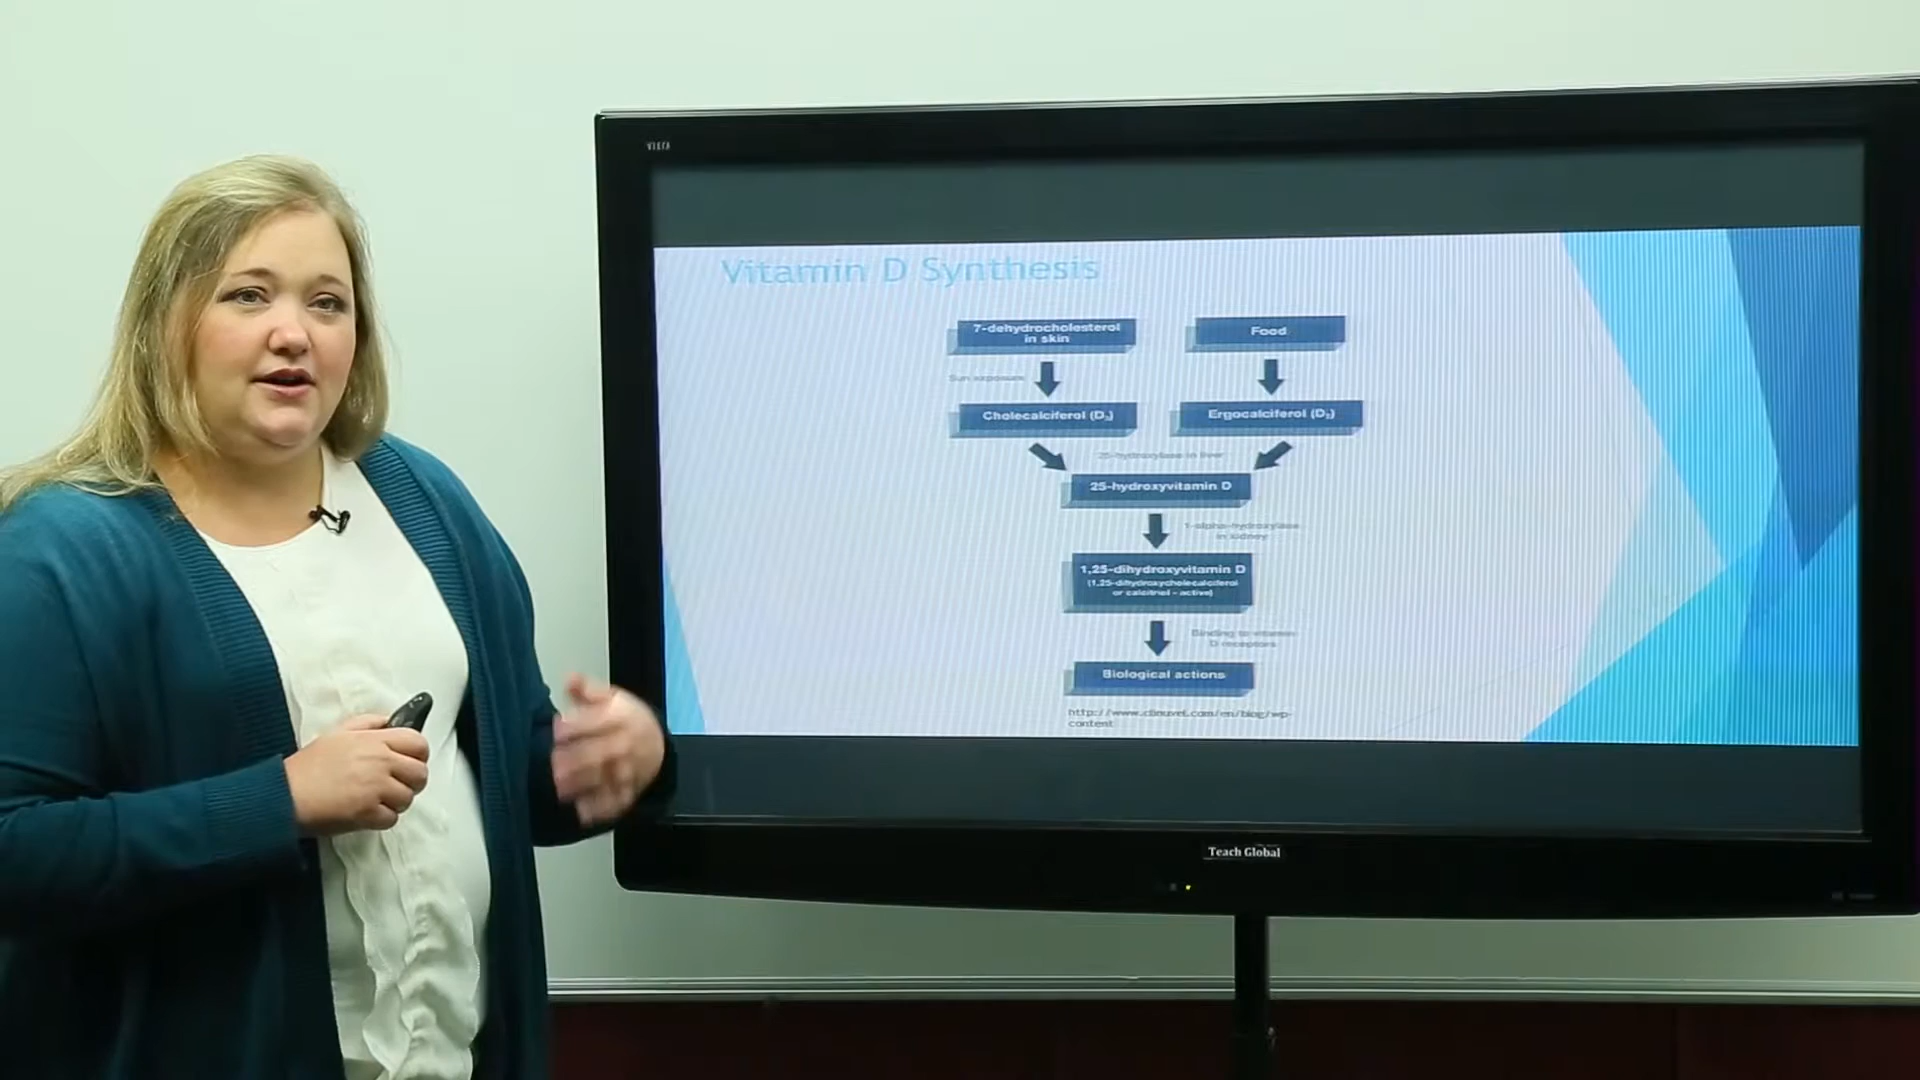 VIERA
Vitamin D Synthesis
7-dehydrocholesterol
in skin
Food
Sun exposure
Cholecalciferol (D₃)
Ergocalciferol (D₂)
25-hydroxylase in liver
25-hydroxyvitamin D
1-alpha-hydroxylase
in kidney
1,25-dihydroxyvitamin D
(1,25-dihydroxycholecalciferol
or calcitriol - active)
Binding to vitamin
D receptors
Biological actions
http://www.clinuvel.com/en/blog/wp-
content
Teach Global